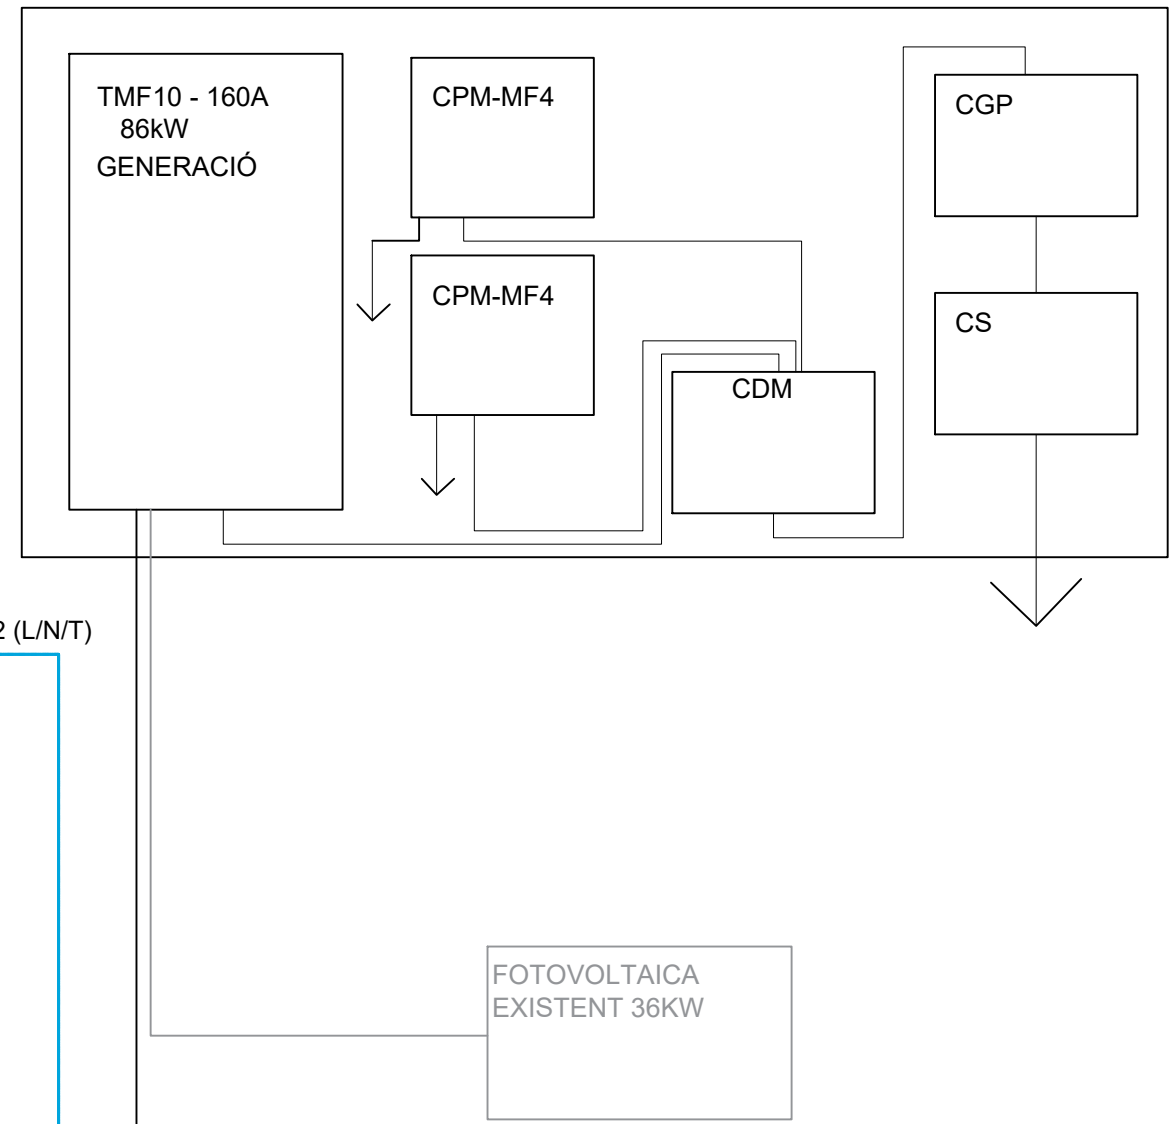 TMF10 - 160A
86kW
GENERACIÓ
CPM-MF4
CPM-MF4
CDM
CGP
CS
2 (L/N/T)
FOTOVOLTAICA
EXISTENT 36KW